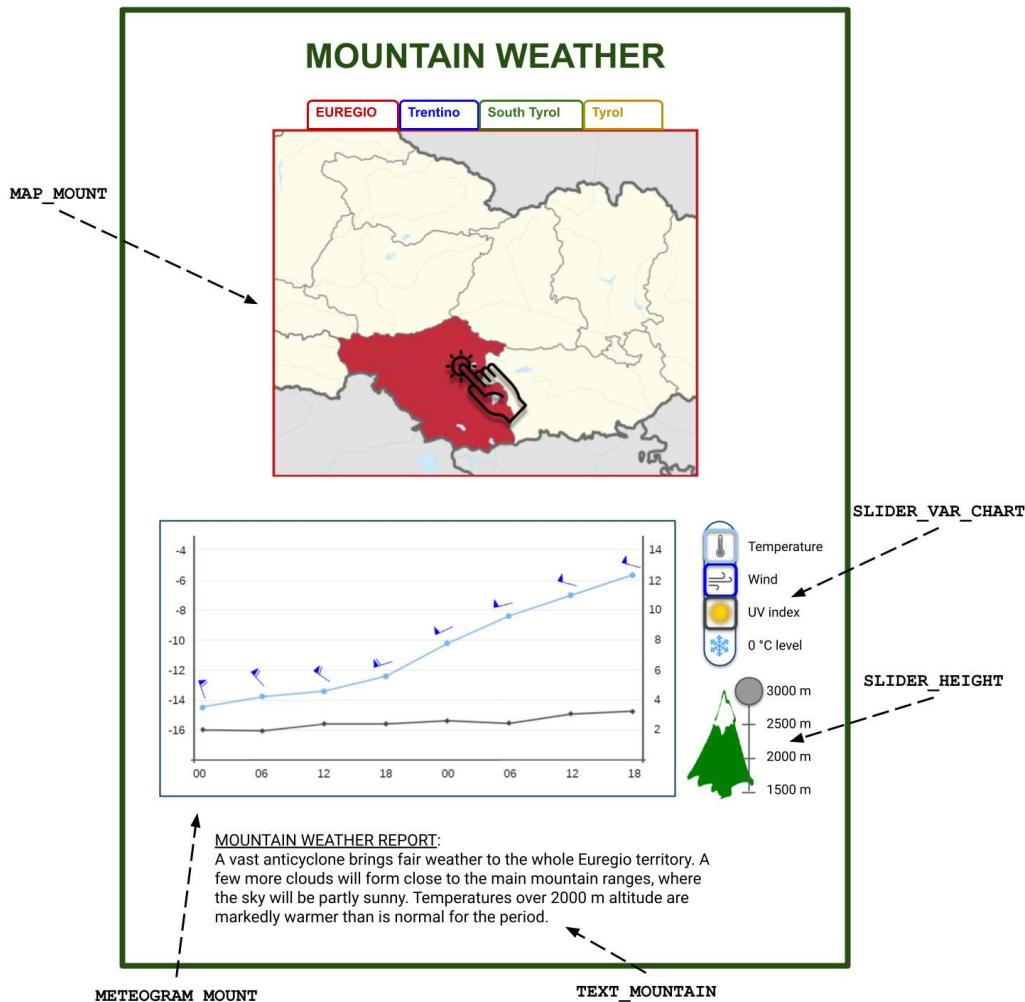 MOUNTAIN WEATHER
EUREGIO Trentino South Tyrol Tyrol
MAP_MOUNT
SLIDER_VAR_CHART
-4 14
Temperature
-6 12
Wind
-8 10
UV index
-10 8
0 °C level
-12 6
SLIDER_HEIGHT
-14 4
3000 m
-16 2
2500 m
2000 m
00 06 12 18 00 06 12 18
1500 m
MOUNTAIN WEATHER REPORT:
A vast anticyclone brings fair weather to the whole Euregio territory. A
few more clouds will form close to the main mountain ranges, where
the sky will be partly sunny. Temperatures over 2000 m altitude are
markedly warmer than is normal for the period.
METEOGRAM_MOUNT
TEXT_MOUNTAIN